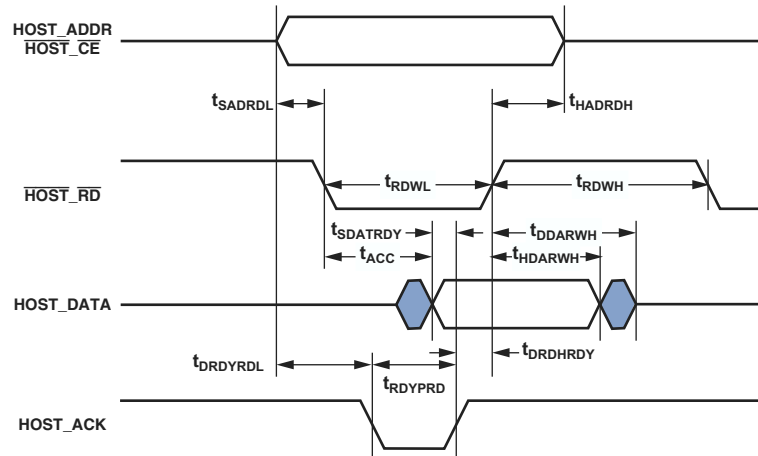 HOST_ADDR
HOST_CE
tSADRDL
tHADRDH
HOST_RD
tRDWL
tRDWH
tSDATRDY
tDDARWH
tACC
tHDARWH
HOST_DATA
tDRDYRDL
tDRDHRDY
tRDYPRD
HOST_ACK